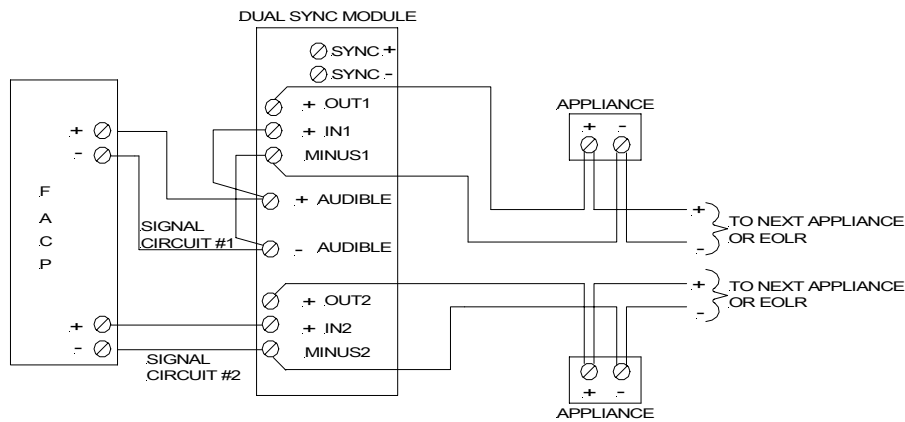 DUAL SYNC MODULE
SYNC +
SYNC -
+ OUT1
+ IN1
MINUS1
+ AUDIBLE
- AUDIBLE
+ OUT2
+ IN2
MINUS2
+
-
F
A
C
P
+
-
SIGNAL
CIRCUIT #1
SIGNAL
CIRCUIT #2
APPLIANCE
+ -
+
-
TO NEXT APPLIANCE
OR EOLR
+
-
TO NEXT APPLIANCE
OR EOLR
+ -
APPLIANCE